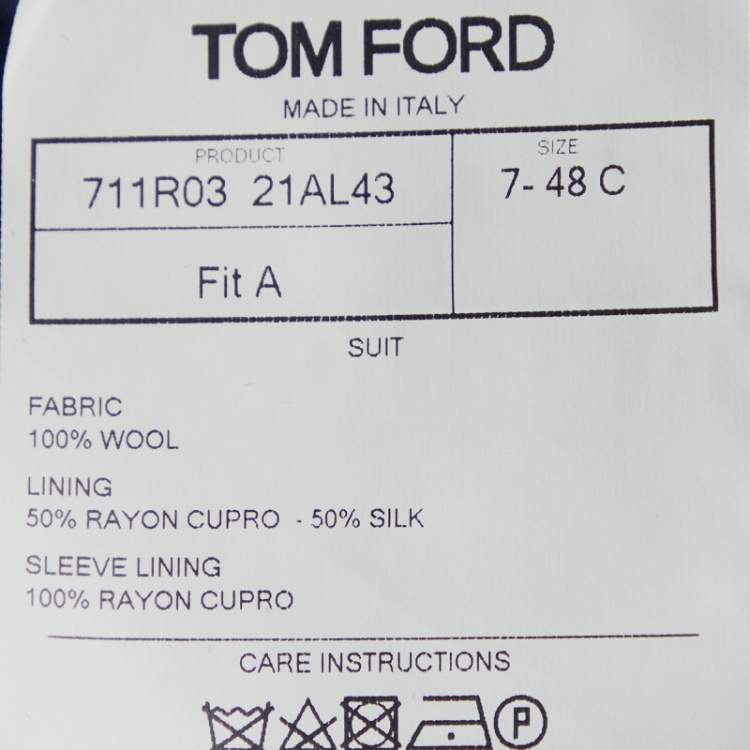 TOM FORD
MADE IN ITALY
PRODUCT
711R03 21AL43
SIZE
7- 48 C
Fit A
SUIT
FABRIC
100% WOOL
LINING
50% RAYON CUPRO - 50% SILK
SLEEVE LINING
100% RAYON CUPRO
CARE INSTRUCTIONS
P